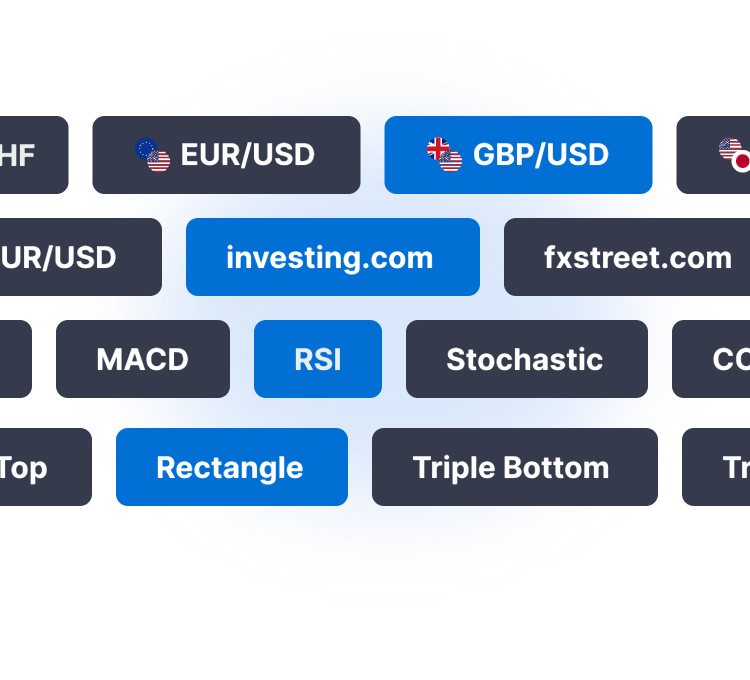 HF EUR/USD GBP/USD
UR/USD investing.com fxstreet.com
MACD RSI Stochastic CC
Top Rectangle Triple Bottom Tr